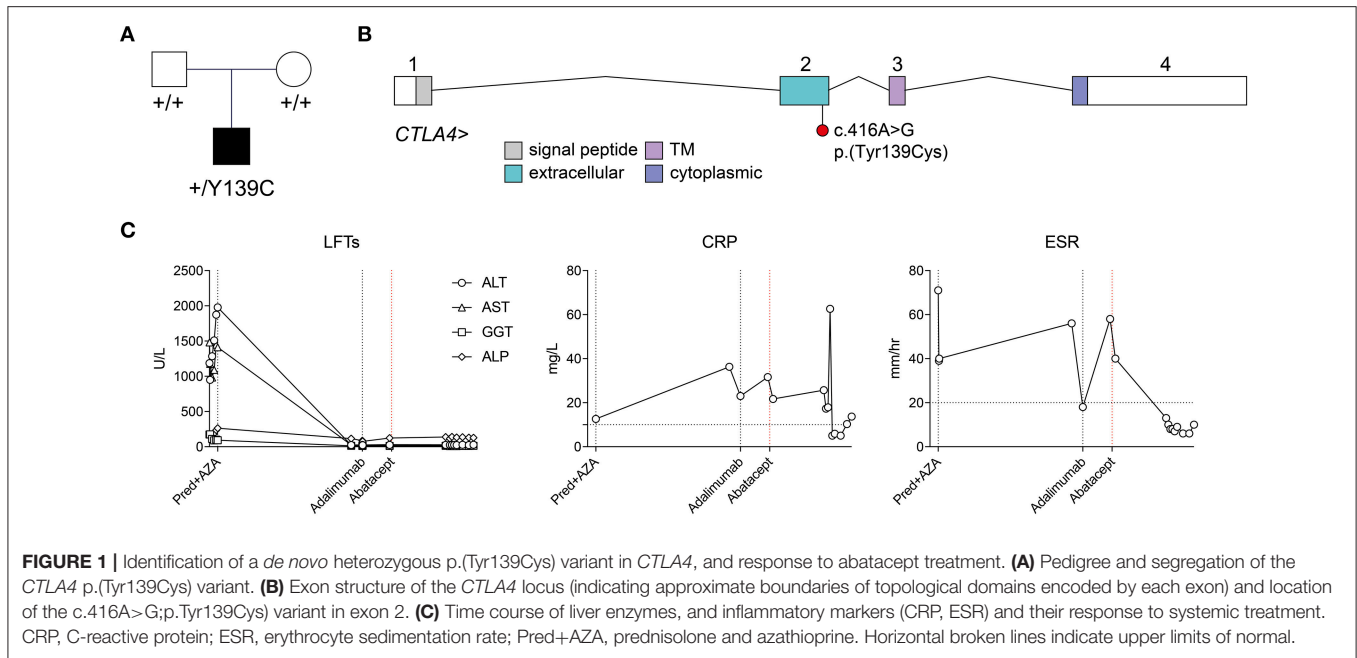 A
+/+
+/+
+/Y139C
B
1
2
3
4
CTLA4>
c.416A>G
p.(Tyr139Cys)
signal peptide
TM
extracellular
cytoplasmic
C
LFTs
2500
2000
1500
1000
500
0
U/L
Pred+AZA
Adalimumab
Abatacept
ALT
AST
GGT
ALP
CRP
80
60
40
20
0
mg/L
Pred+AZA
Adalimumab
Abatacept
ESR
80
60
40
20
0
mm/hr
Pred+AZA
Adalimumab
Abatacept
FIGURE 1 | Identification of a de novo heterozygous p.(Tyr139Cys) variant in CTLA4, and response to abatacept treatment. (A) Pedigree and segregation of the
CTLA4 p.(Tyr139Cys) variant. (B) Exon structure of the CTLA4 locus (indicating approximate boundaries of topological domains encoded by each exon) and location
of the c.416A>G;p.Tyr139Cys) variant in exon 2. (C) Time course of liver enzymes, and inflammatory markers (CRP, ESR) and their response to systemic treatment.
CRP, C-reactive protein; ESR, erythrocyte sedimentation rate; Pred+AZA, prednisolone and azathioprine. Horizontal broken lines indicate upper limits of normal.